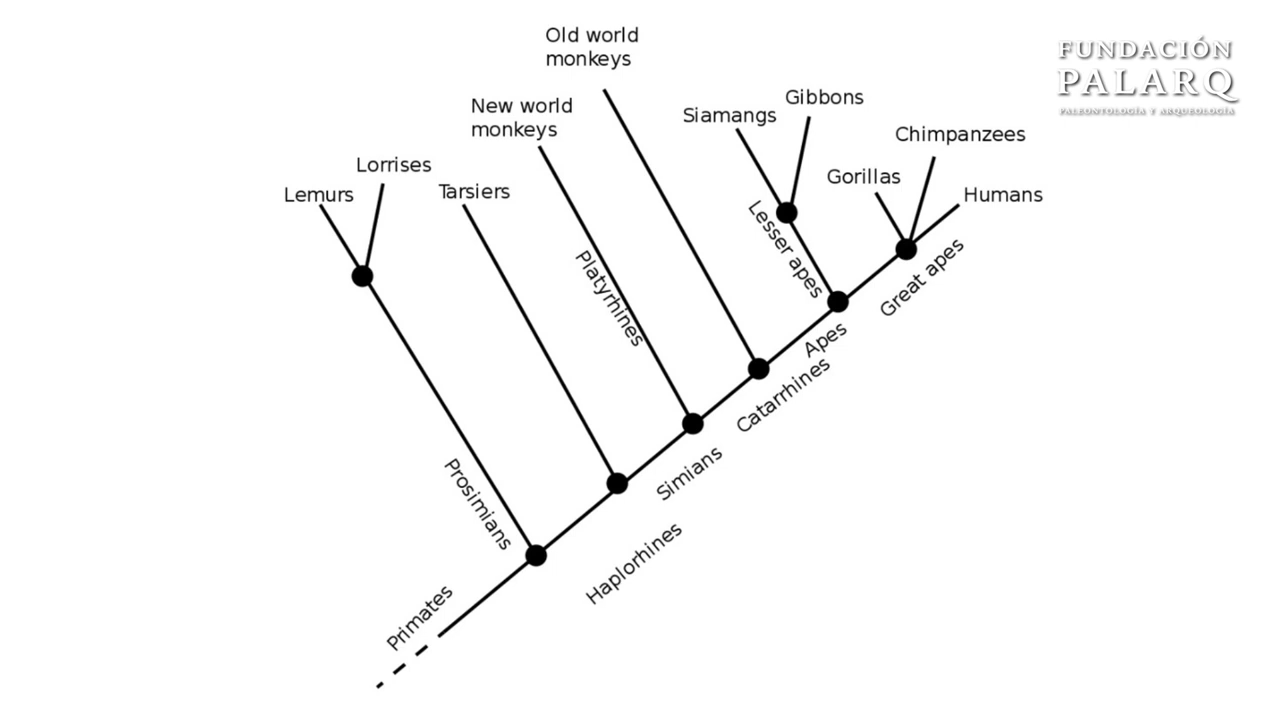 Old world
monkeys
FUNDACIÓN
PALARQ
PALEONTOLOGÍA Y ARQUEOLOGÍA
New world
monkeys
Siamangs
Gibbons
Chimpanzees
Lorrises
Lemurs
Tarsiers
Gorillas
Humans
Lesser apes
Great apes
Platyrhines
Apes
Catarrhines
Prosimians
Simians
Haplorhines
Primates